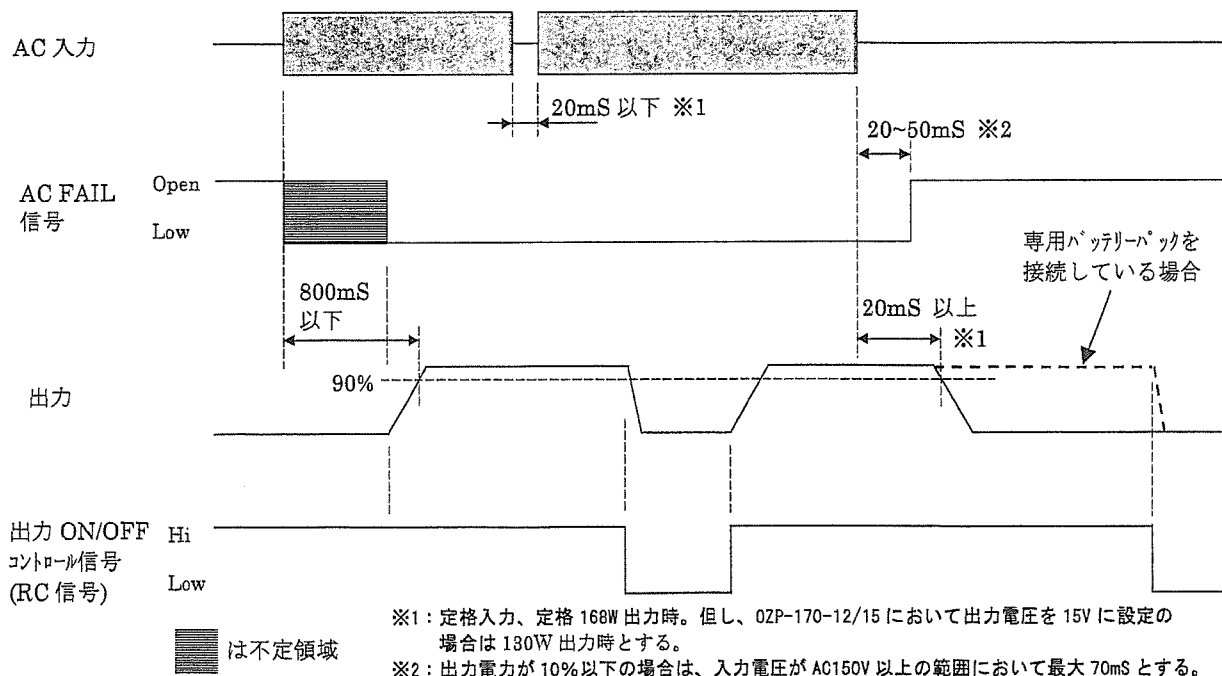 AC 入力
20mS 以下 ※1
20~50mS ※2
AC FAIL
信号
Open
Low
専用バッテリーパックを
接続している場合
800mS
以下
20mS 以上
※1
90%
出力
出力 ON/OFF
コントロール信号
(RC 信号)
Hi
Low
は不定領域
※1：定格入力、定格 168W 出力時。但し、OZP-170-12/15 において出力電圧を 15V に設定の
場合は 130W 出力時とする。
※2：出力電力が 10%以下の場合は、入力電圧が AC150V 以上の範囲において最大 70mS とする。